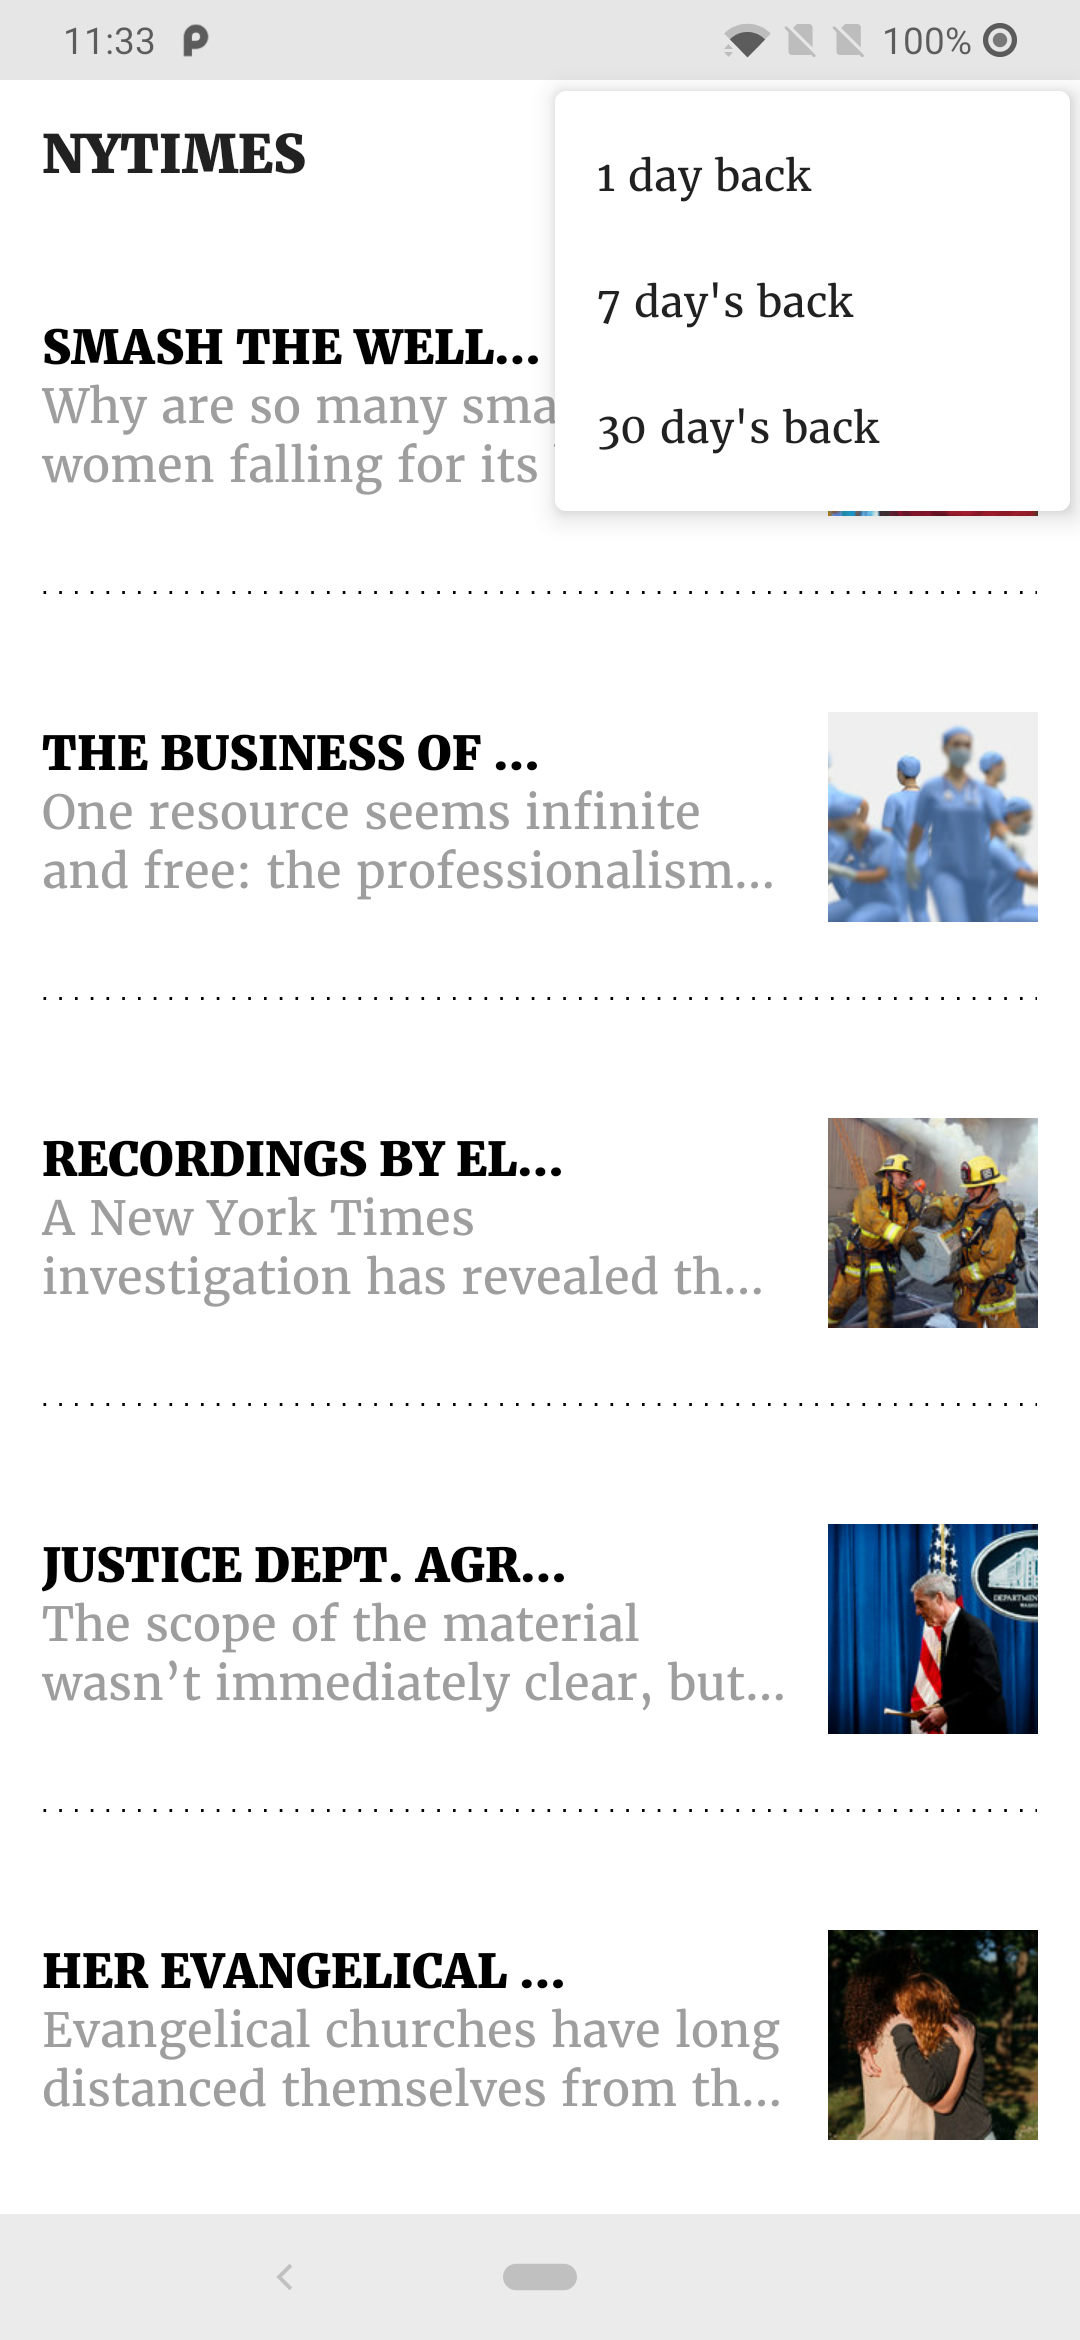 11:33
100%
NYTIMES
1 day back
7 day's back
30 day's back
SMASH THE WELL...
Why are so many sma
women falling for its
THE BUSINESS OF ...
One resource seems infinite
and free: the professionalism...
RECORDINGS BY EL...
A New York Times
investigation has revealed th...
JUSTICE DEPT. AGR...
The scope of the material
wasn’t immediately clear, but...
DEPARTMEN
HER EVANGELICAL ...
Evangelical churches have long
distanced themselves from th...